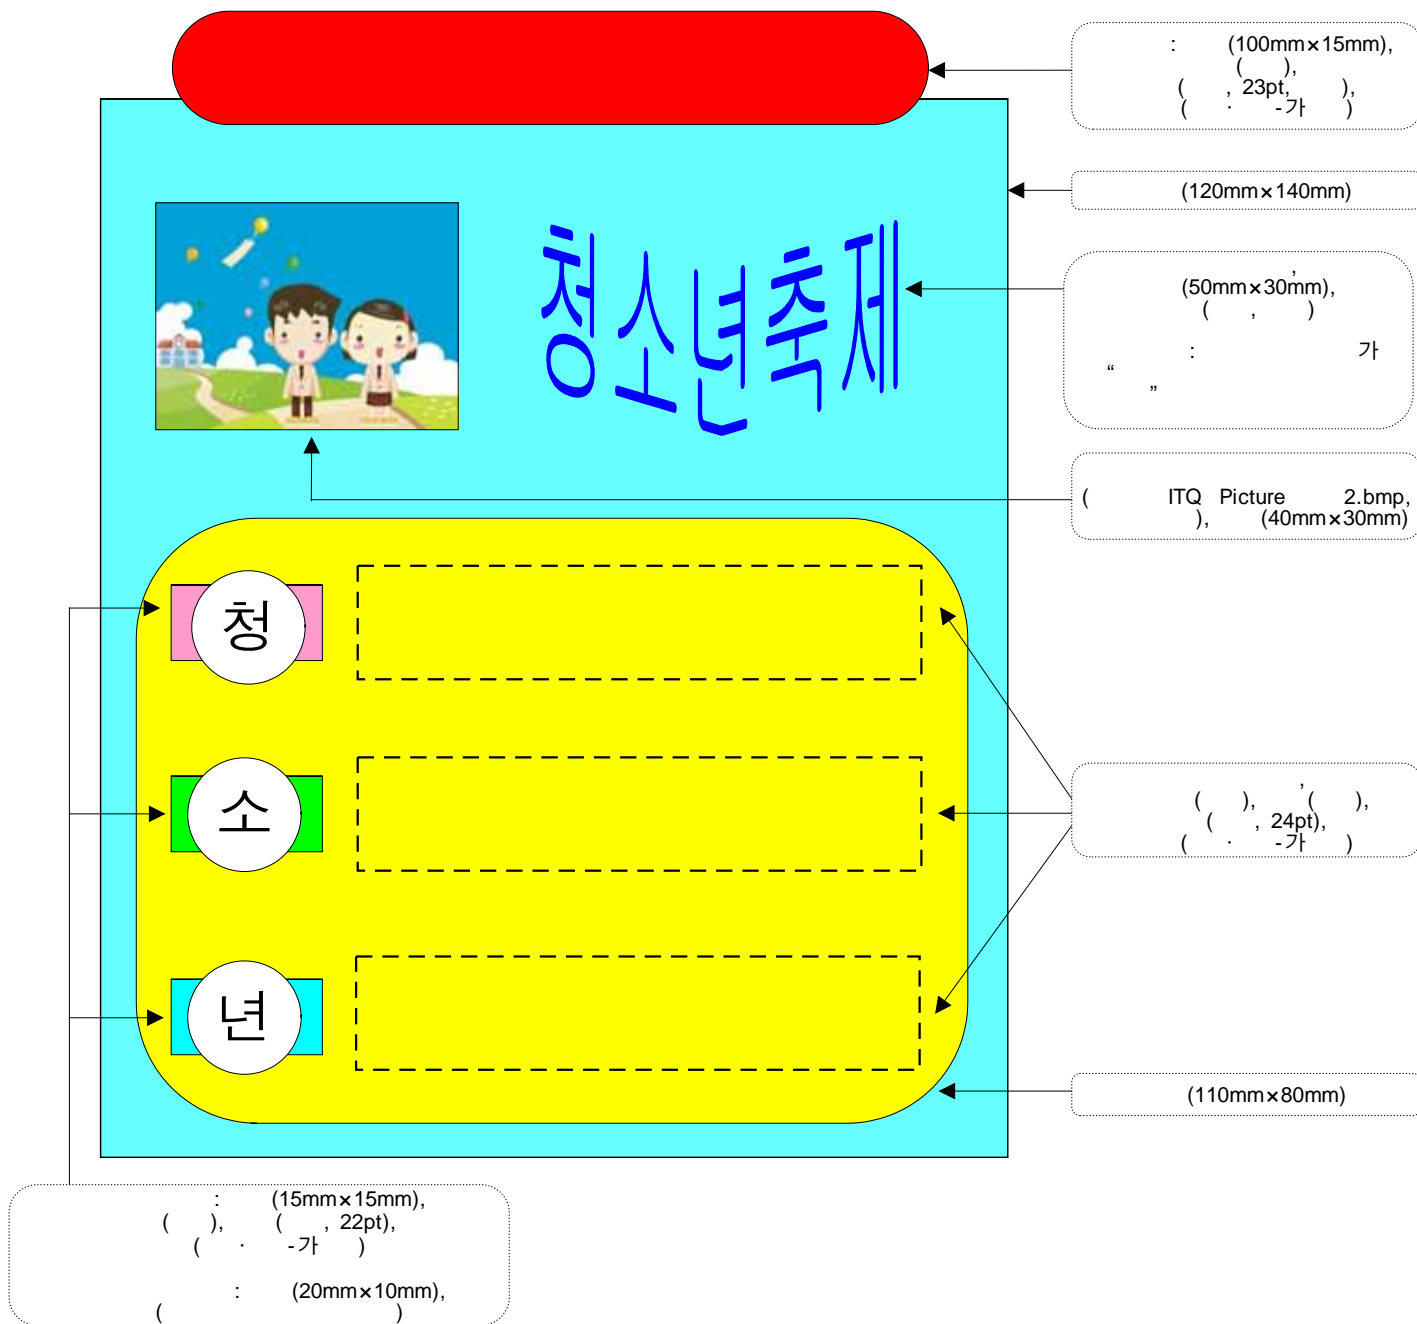 : (100mm×15mm),
( ),
( , 23pt, ),
( · -가 )
(120mm×140mm)
청소년축제
,
(50mm×30mm),
( , )
: 가
“ ”
( ITQ Picture 2.bmp,
), (40mm×30mm)
청
소
,
( ), ( ),
( , 24pt),
( · -가 )
년
(110mm×80mm)
: (15mm×15mm),
( ), ( , 22pt),
( · -가 )
: (20mm×10mm),
( )